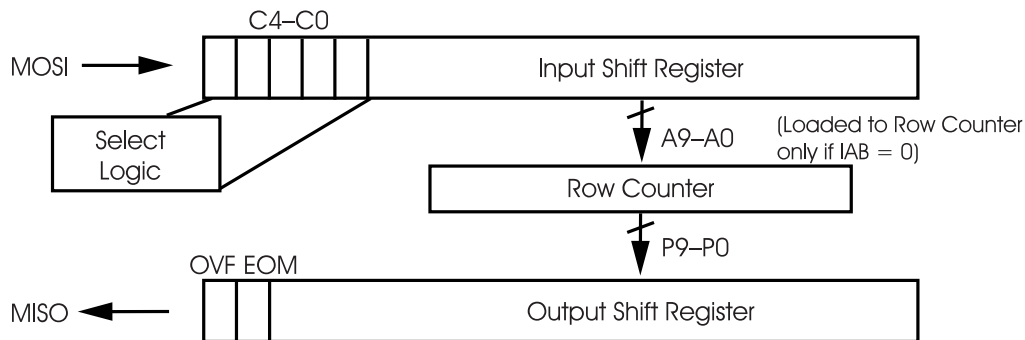 C4–C0
MOSI
Input Shift Register
Select
Logic
A9–A0
(Loaded to Row Counter
only if IAB = 0)
Row Counter
P9–P0
OVF EOM
MISO
Output Shift Register